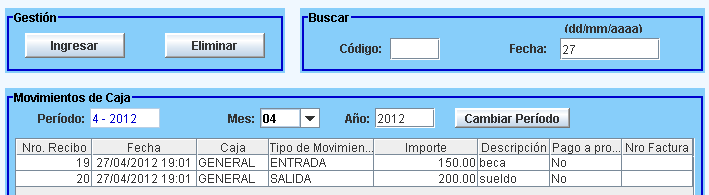 Gestión
Ingresar Eliminar
Buscar
(dd/mm/aaaa)
Código: Fecha: 27
Movimientos de Caja
Período: 4 - 2012 Mes: 04 Año: 2012 Cambiar Período
Nro. Recibo Fecha Caja Tipo de Movimien... Importe Descripción Pago a pro... Nro Factura
19 27/04/2012 19:01 GENERAL ENTRADA 150.00 beca No
20 27/04/2012 19:01 GENERAL SALIDA 200.00 sueldo No